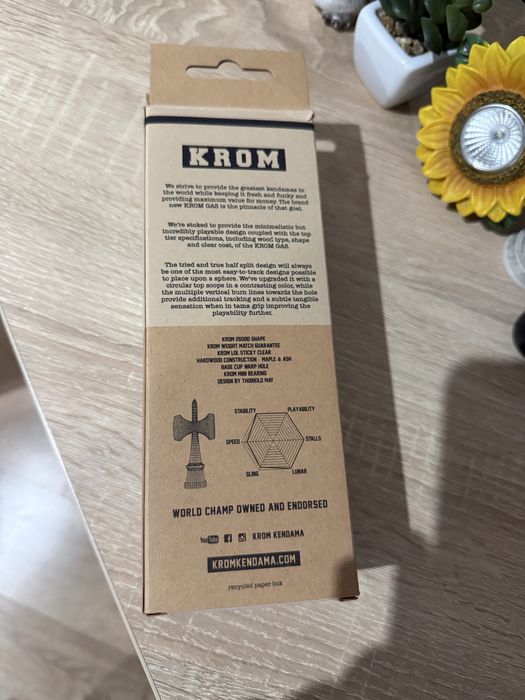 KROM
We strive to provide the greatest kendamas in
the world while keeping it fresh and funky and
providing maximum value for money. The brand
new KROM GAS is the pinnacle of that goal.
We're stoked to provide the minimalistic but
incredibly playable design coupled with the top
tier specifications, including wood type, shape
and clear coat, of the KROM GAS.
The tried and true half split design will always
be one of the most easy-to-track designs possible
to place upon a sphere. We've upgraded it with a
circular top scope in a contrasting color, while
the multiple vertical burn lines towards the hole
provide additional tracking and a subtle tangible
sensation when in tama grip improving the
playability further.
KROM 2GOOD SHAPE
KROM WEIGHT MATCH GUARANTEE
KROM LOL STICKY CLEAR
HARDWOOD CONSTRUCTION - MAPLE & ASH
BASE CUP WARP HOLE
KROM MINI BEARING
DESIGN BY THORKILD MAY
STABILITY PLAYABILITY
SPEED STALLS
SLING LUNAR
WORLD CHAMP OWNED AND ENDORSED
YouTube KROM KENDAMA
KROMKENDAMA.COM
recycled paper box